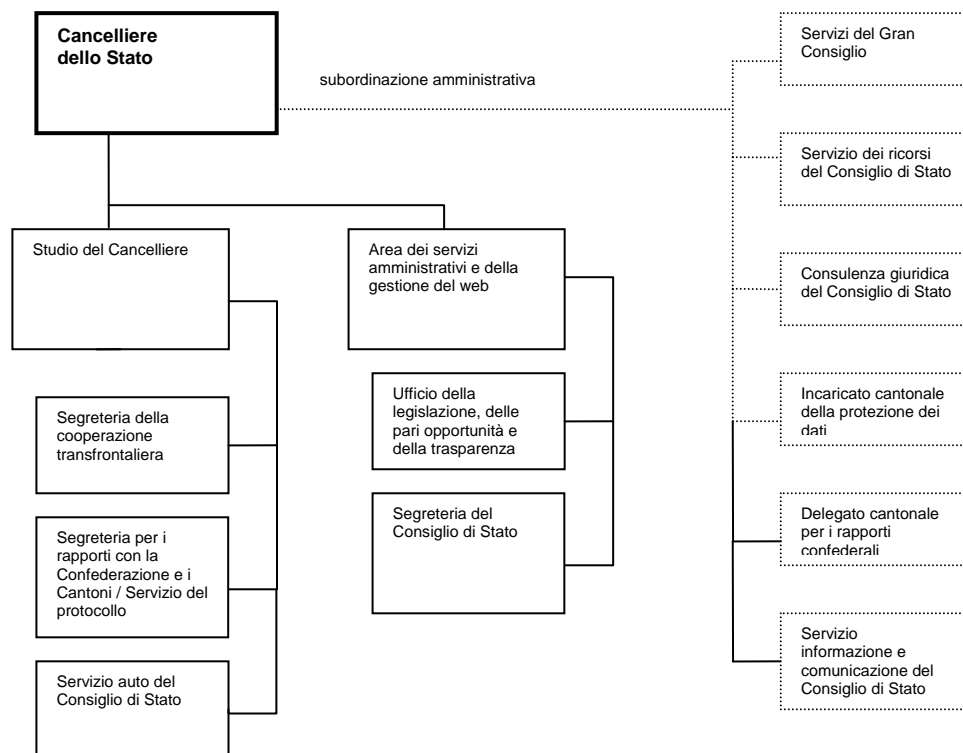 Cancelliere
dello Stato
subordinazione amministrativa
Servizi del Gran
Consiglio
Servizio dei ricorsi
del Consiglio di Stato
Studio del Cancelliere
Area dei servizi
amministrativi e della
gestione del web
Consulenza giuridica
del Consiglio di Stato
Segreteria della
cooperazione
transfrontaliera
Ufficio della
legislazione, delle
pari opportunità e
della trasparenza
Incaricato cantonale
della protezione dei
dati
Segreteria per i
rapporti con la
Confederazione e i
Cantoni / Servizio del
protocollo
Segreteria del
Consiglio di Stato
Delegato cantonale
per i rapporti
confederali
Servizio auto del
Consiglio di Stato
Servizio
informazione e
comunicazione del
Consiglio di Stato